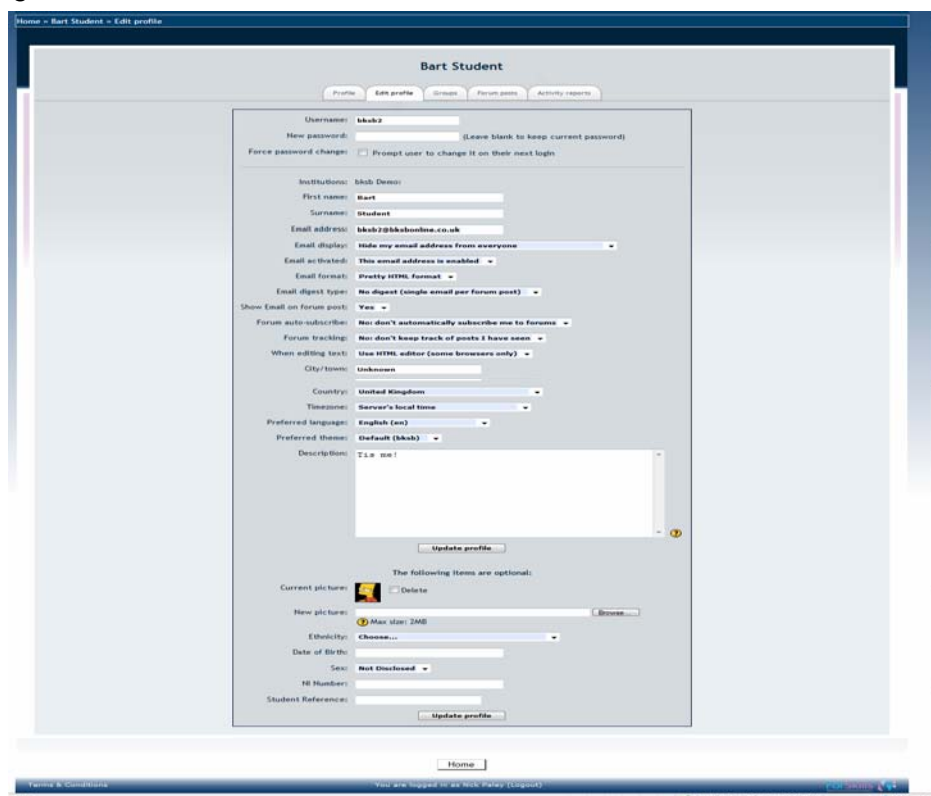 Home » Bart Student » Edit profile
Bart Student
Profile Edit profile Groups Forum posts Activity reports
Username: bksb2
New password: (Leave blank to keep current password)
Force password change: Prompt user to change it on their next login
Institutions: bksb Demo:
First name: Bart
Surname: Student
Email address: bksb2@bksbonline.co.uk
Email display: Hide my email address from everyone
Email activated: This email address is enabled
Email format: Pretty HTML format
Email digest type: No digest (single email per forum post)
Show Email on forum post: Yes
Forum auto-subscribe: No: don't automatically subscribe me to forums
Forum tracking: No: don't keep track of posts I have seen
When editing text: Use HTML editor (some browsers only)
City/town: Unknown
Country: United Kingdom
Timezone: Server's local time
Preferred language: English (en)
Preferred theme: Default (bksb)
Description: Tis me!
Update profile
The following items are optional:
Current picture: Delete
New picture: Browse...
Max size: 2MB
Ethnicity: Choose...
Date of Birth:
Sex: Not Disclosed
NI Number:
Student Reference:
Update profile
Home
Terms & Conditions You are logged in as Nick Paley (Logout)